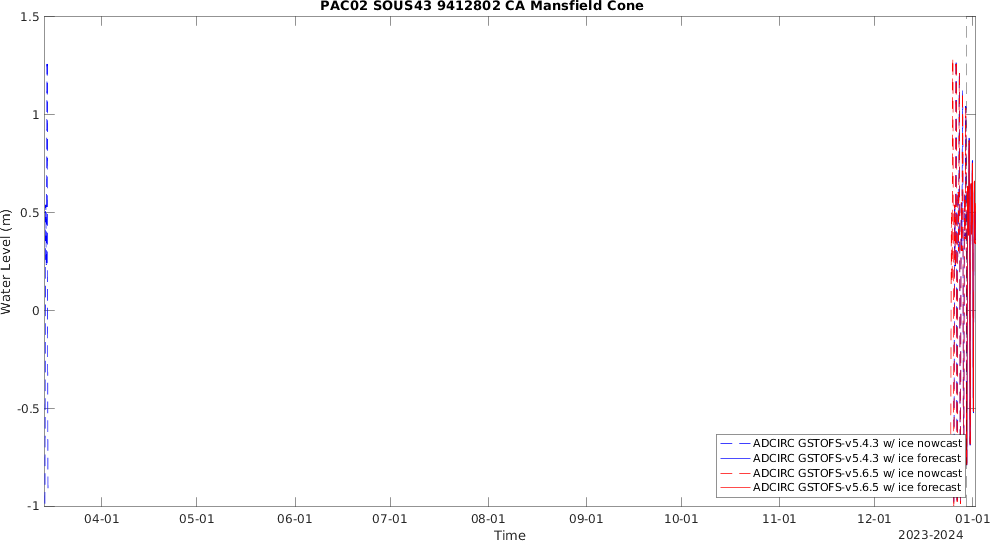 PAC02 SOUS43 9412802 CA Mansfield Cone
1.5
1
0.5
0
-0.5
-1
Water Level (m)
ADCIRC GSTOFS-v5.4.3 w/ ice nowcast
ADCIRC GSTOFS-v5.4.3 w/ ice forecast
ADCIRC GSTOFS-v5.6.5 w/ ice nowcast
ADCIRC GSTOFS-v5.6.5 w/ ice forecast
04-01 05-01 06-01 07-01 08-01 09-01 10-01 11-01 12-01 01-01
Time
2023-2024